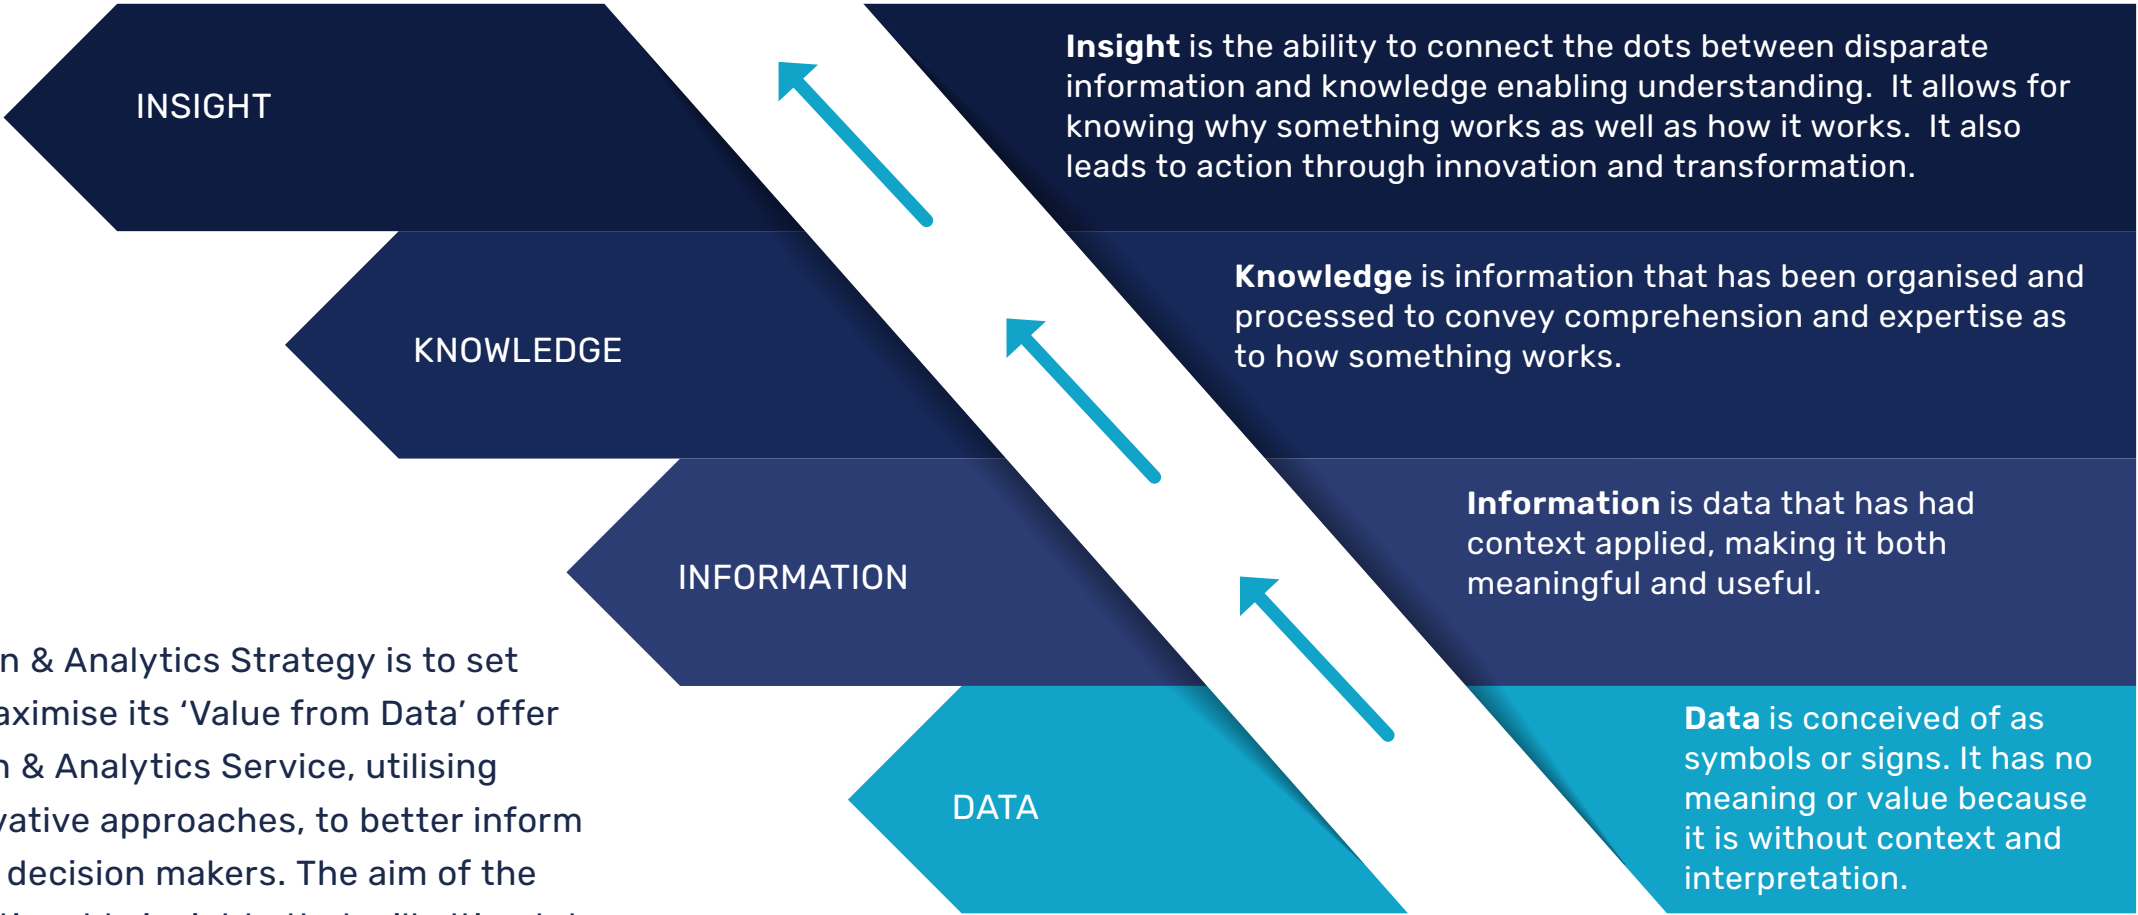 INSIGHT
Insight is the ability to connect the dots between disparate
information and knowledge enabling understanding.  It allows for
knowing why something works as well as how it works.  It also
leads to action through innovation and transformation.
KNOWLEDGE
Knowledge is information that has been organised and
processed to convey comprehension and expertise as
to how something works.
INFORMATION
Information is data that has had
context applied, making it both
meaningful and useful.
DATA
Data is conceived of as
symbols or signs. It has no
meaning or value because
it is without context and
interpretation.
& Analytics Strategy is to set
its ‘Value from Data’ offer
& Analytics Service, utilising
approaches, to better inform
decision makers. The aim of the